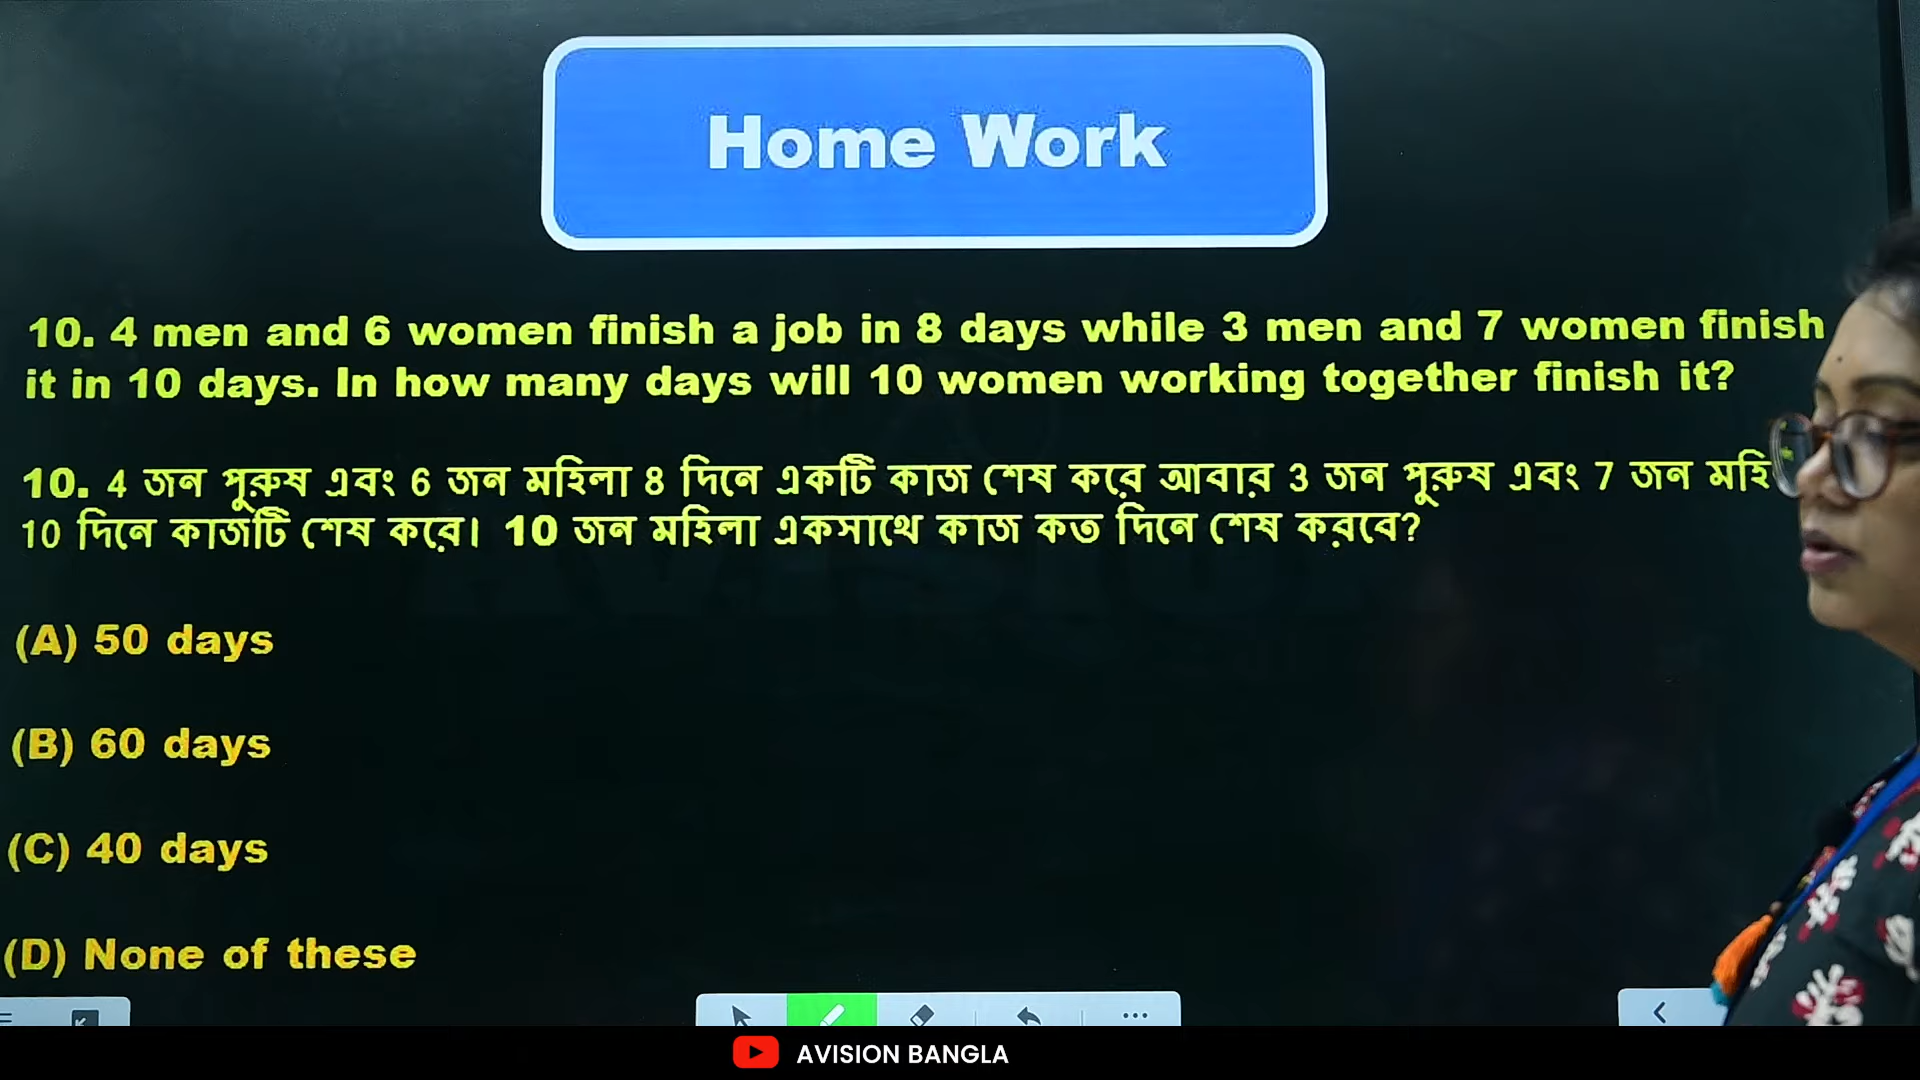 Home Work
10. 4 men and 6 women finish a job in 8 days while 3 men and 7 women finish
it in 10 days. In how many days will 10 women working together finish it?
10. 4 জন পুরুষ এবং 6 জন মহিলা 8 দিনে একটি কাজ শেষ করে আবার 3 জন পুরুষ এবং 7 জন
10 দিনে কাজটি শেষ করে। 10 জন মহিলা একসাথে কাজ কত দিনে শেষ করবে?
(A) 50 days
(B) 60 days
(C) 40 days
(D) None of these
AVISION BANGLA